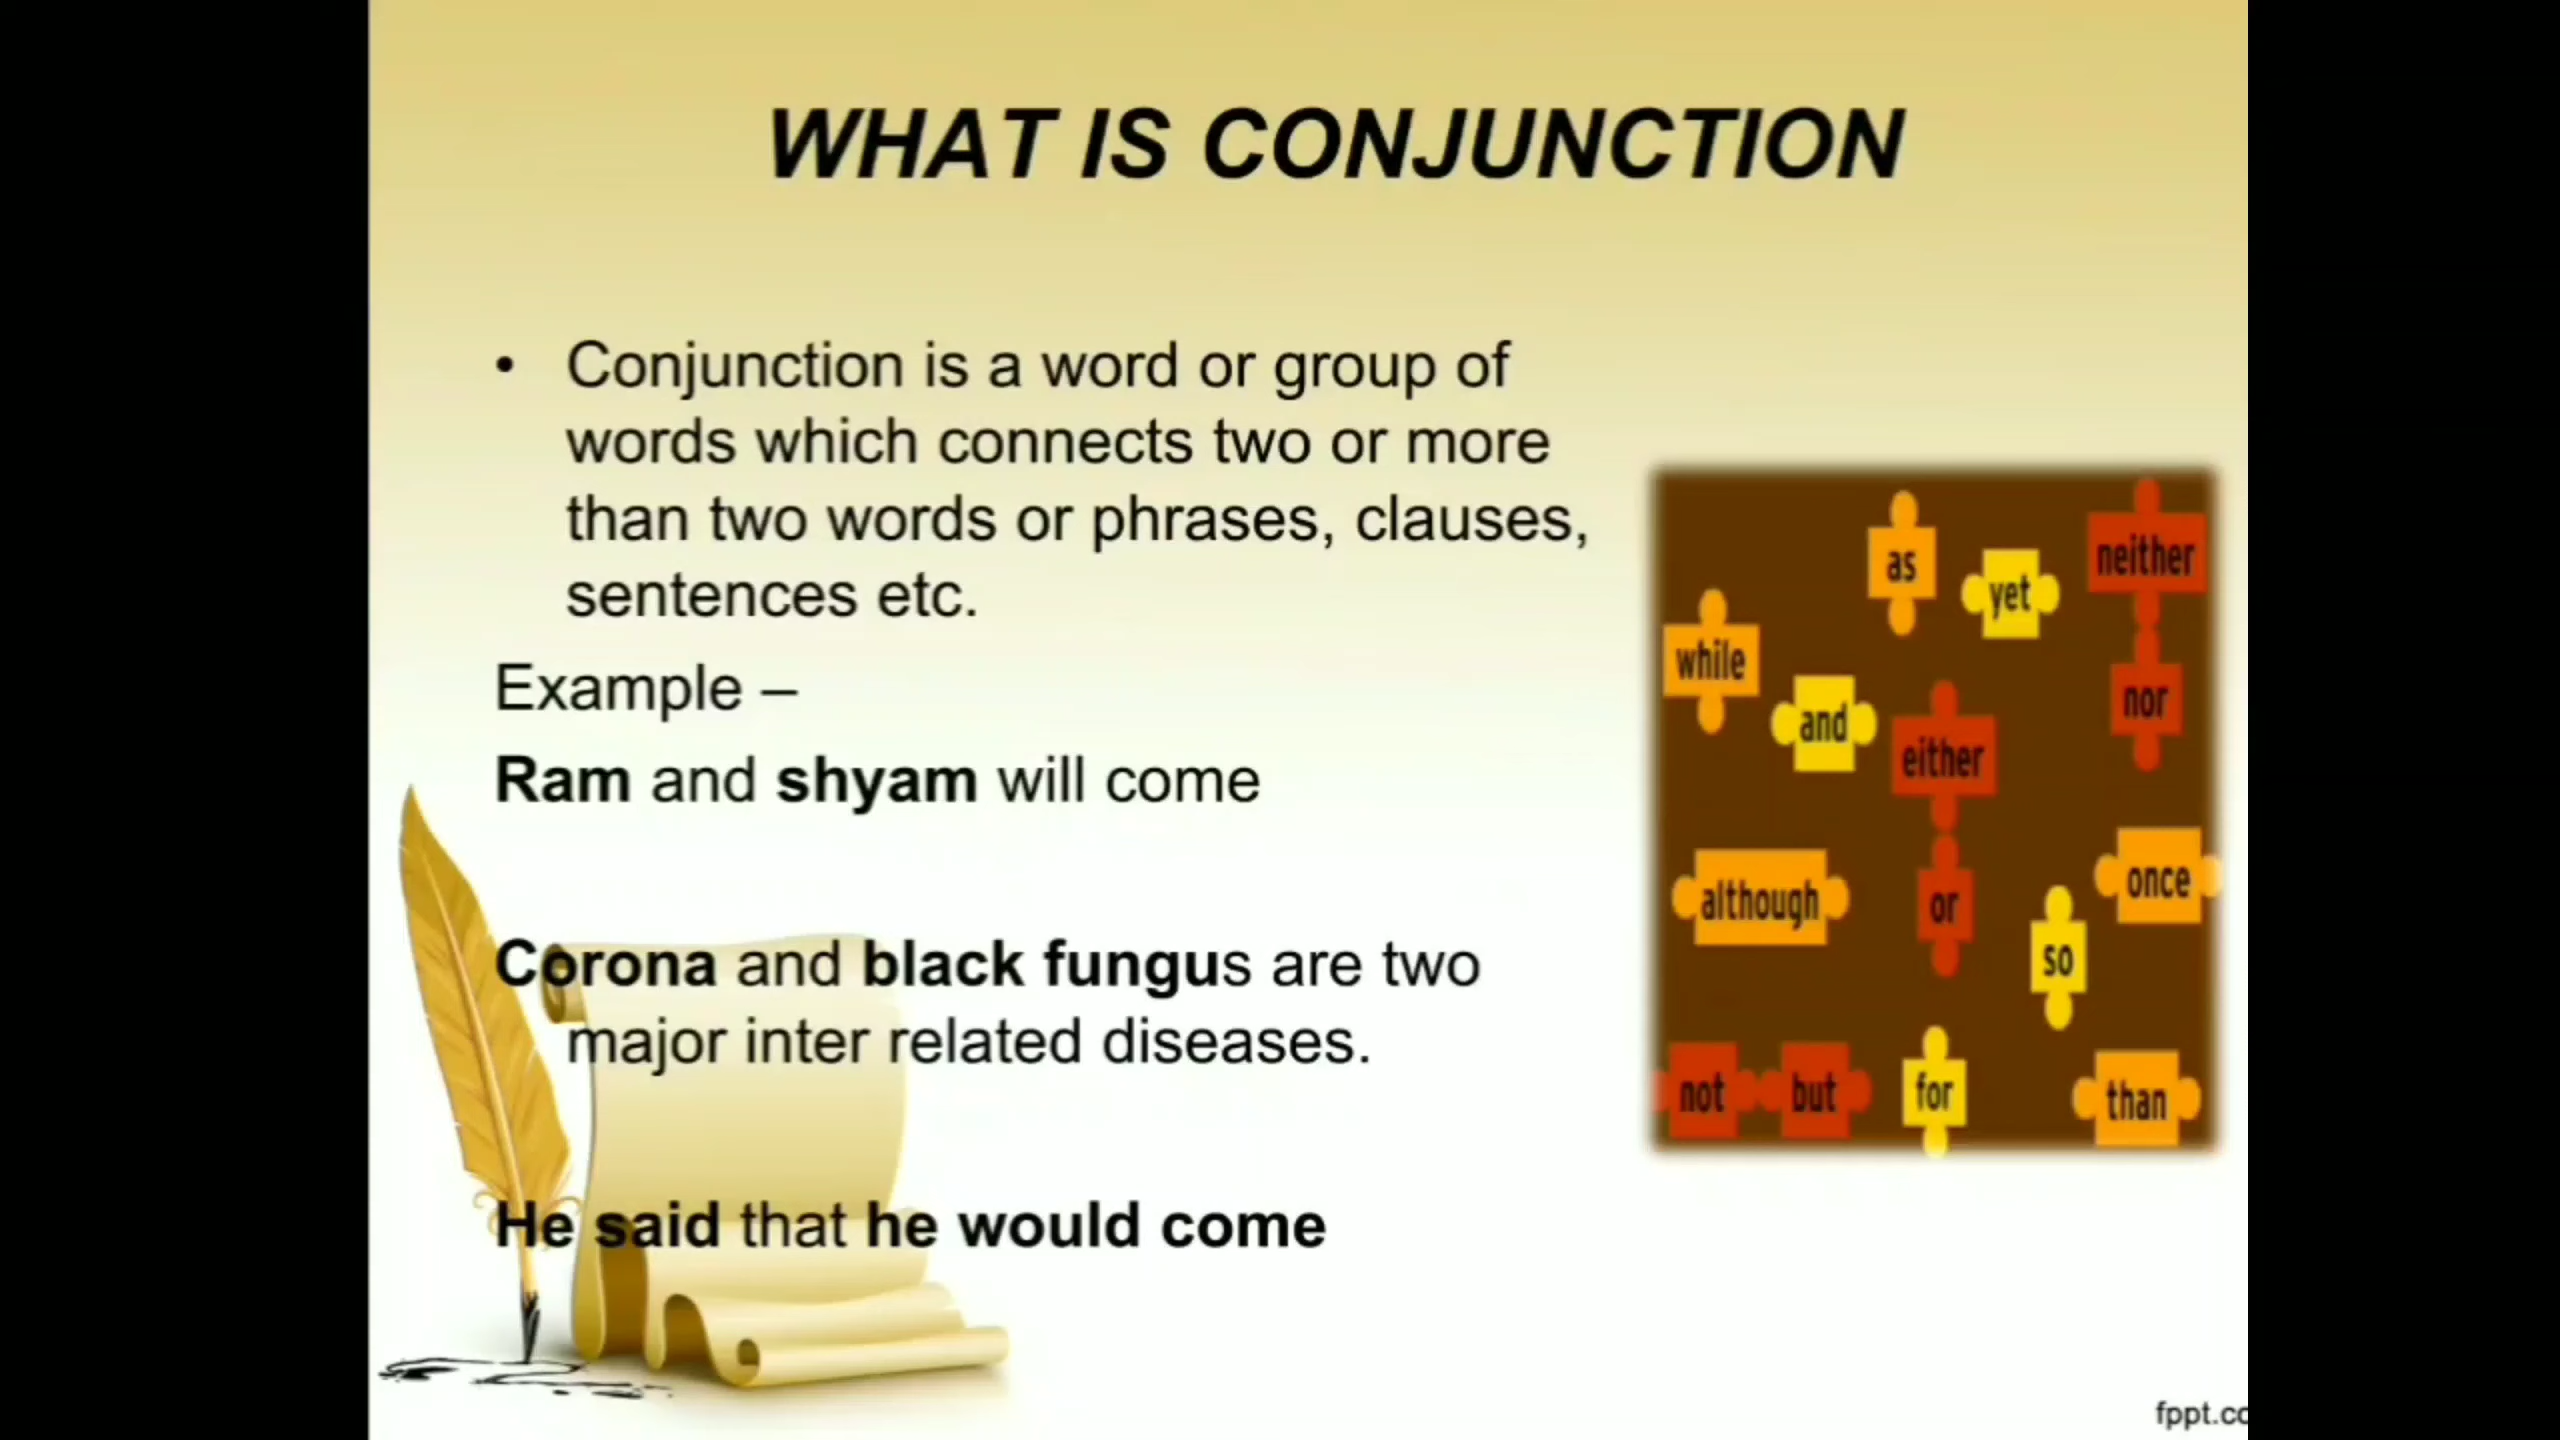 WHAT IS CONJUNCTION
• Conjunction is a word or group of
words which connects two or more
than two words or phrases, clauses,
sentences etc.
Example –
Ram and shyam will come
Corona and black fungus are two
major inter related diseases.
He said that he would come
as
yet
neither
while
and
nor
either
although
or
once
so
not
but
for
than
fppt.co